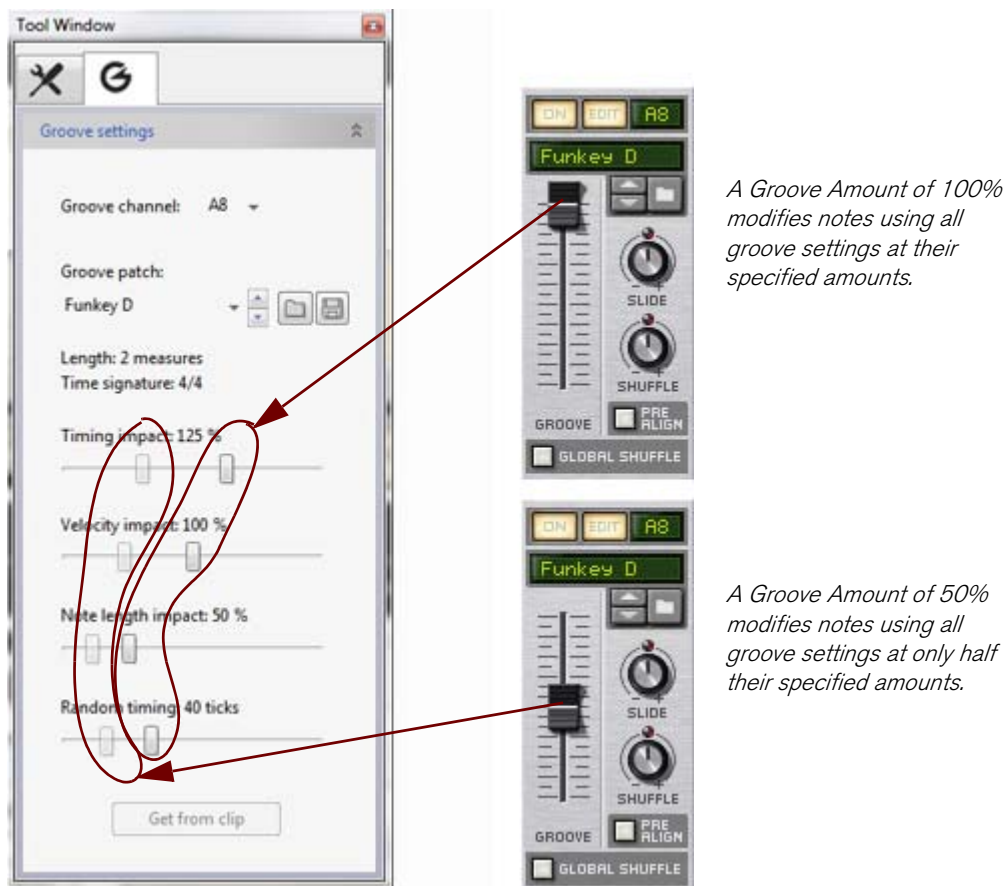 Tool Window
Groove settings
Groove channel: A8
Groove patch:
Funkey D
Length: 2 measures
Time signature: 4/4
Timing impact: 125 %
Velocity impact: 100 %
Note length impact: 50 %
Random timing: 40 ticks
Get from clip
ON EDIT A8
Funkey D
SLIDE
SHUFFLE
GROOVE
PRE
ALIGN
GLOBAL SHUFFLE
A Groove Amount of 100%
modifies notes using all
groove settings at their
specified amounts.
ON EDIT A8
Funkey D
SLIDE
SHUFFLE
GROOVE
PRE
ALIGN
GLOBAL SHUFFLE
A Groove Amount of 50%
modifies notes using all
groove settings at only half
their specified amounts.